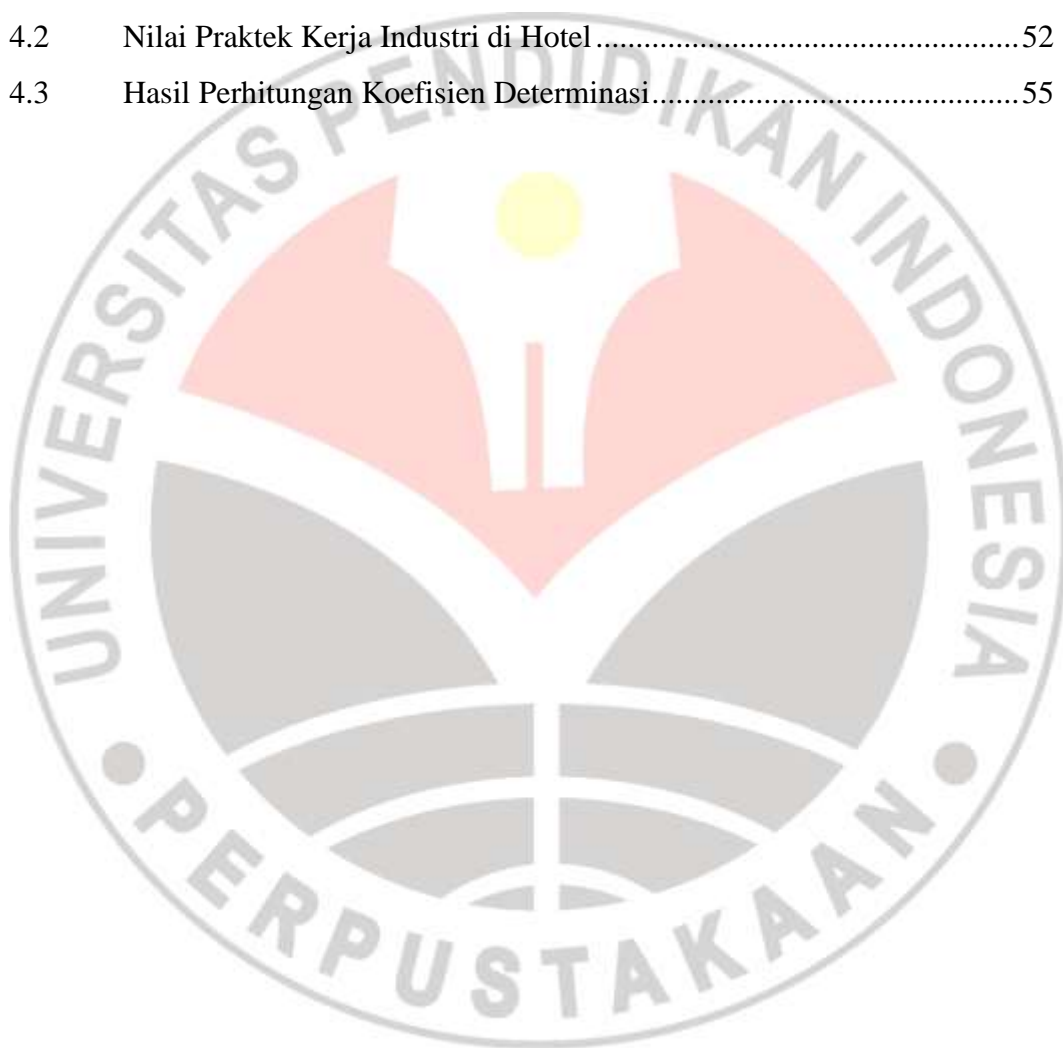 4.2 Nilai Praktek Kerja Industri di Hotel ........................................................52
4.3 Hasil Perhitungan Koefisien Determinasi.............................................55
UNIVERSITAS PENDIDIKAN INDONESIA
PERPUSTAKAAN